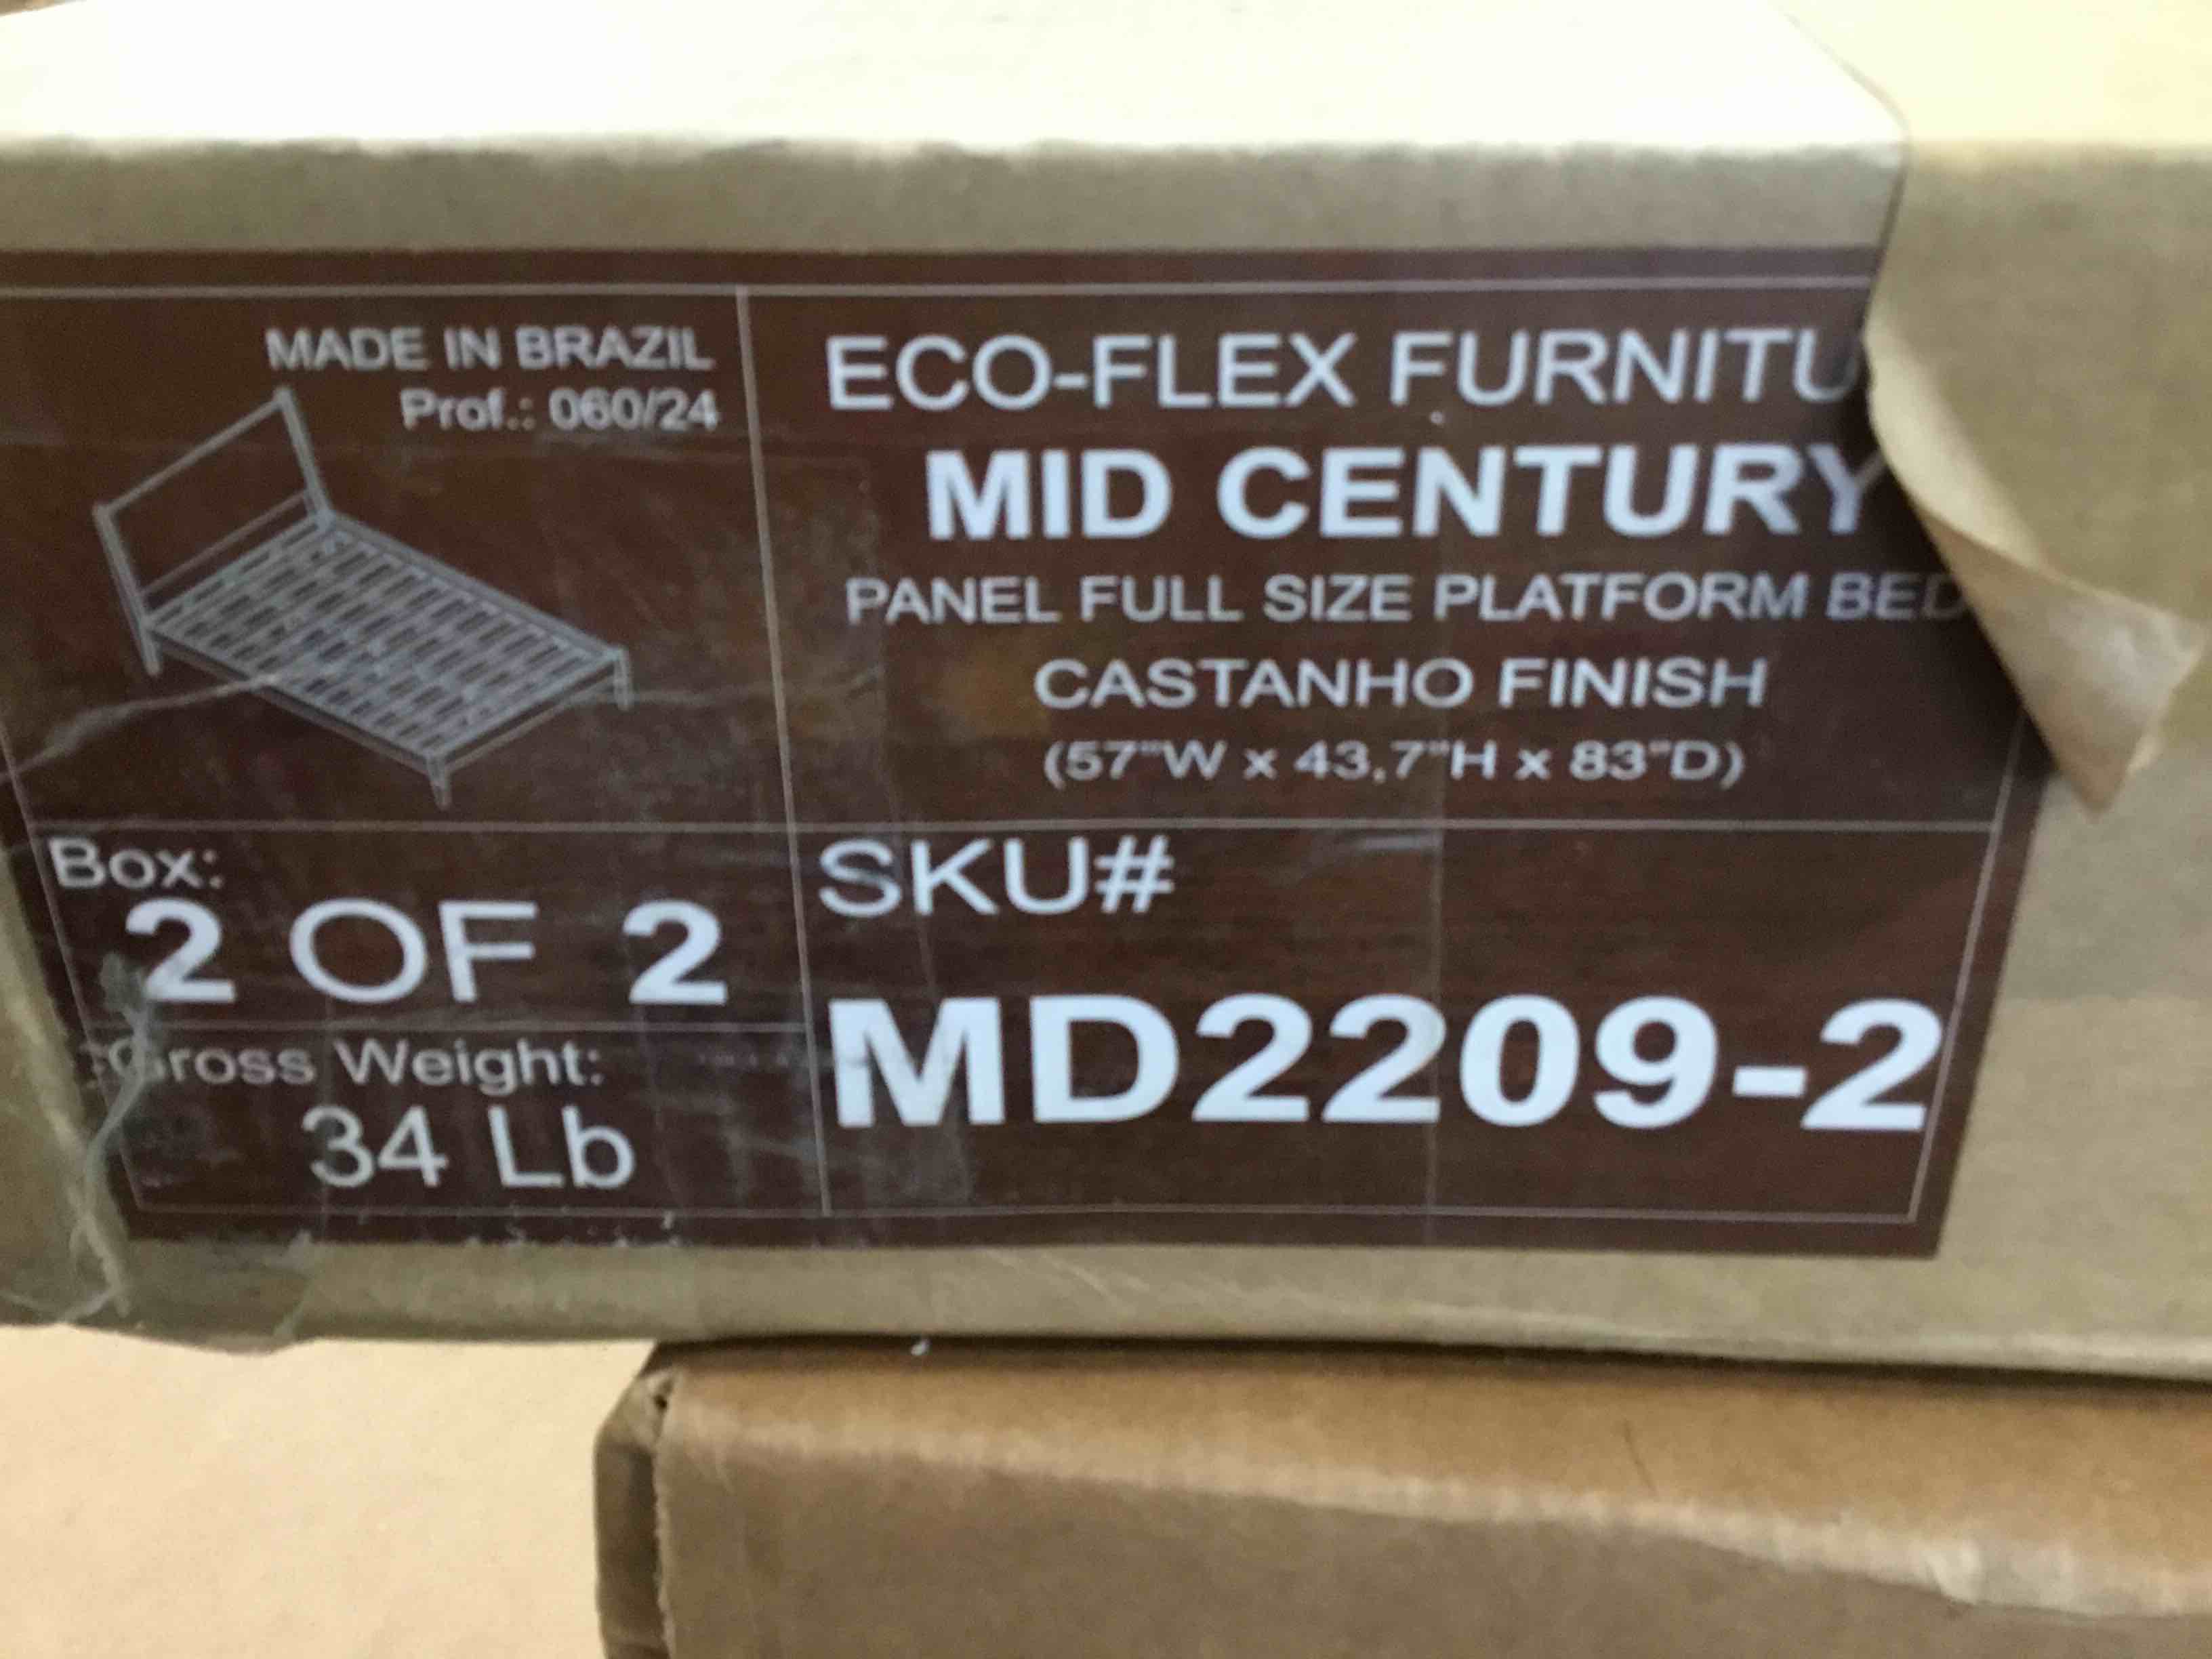 MADE IN BRAZIL
Prof.: 060/24
ECO-FLEX FURNITU
MID CENTURY
PANEL FULL SIZE PLATFORM BED
CASTANHO FINISH
(57"W x 43,7"H x 83"D)
Box:
2 OF 2
Gross Weight:
34 Lb
SKU#
MD2209-2